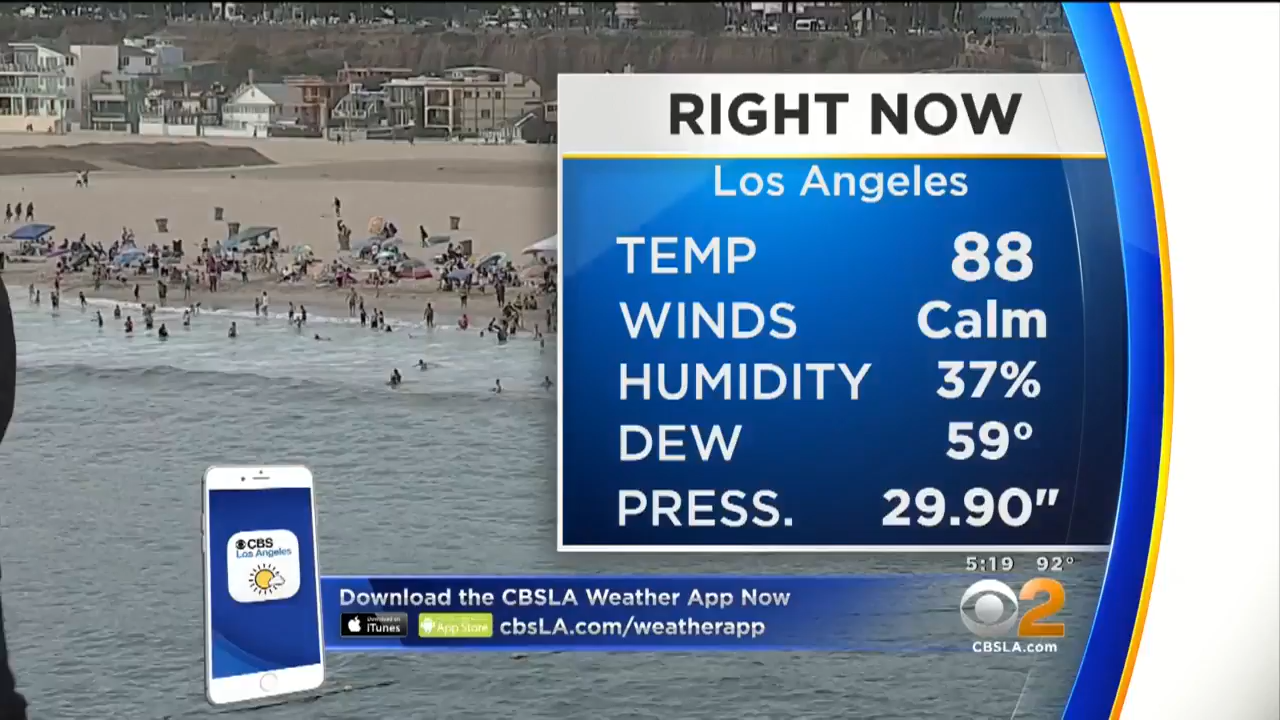 RIGHT NOW
Los Angeles
TEMP 88
WINDS Calm
HUMIDITY 37%
DEW 59°
PRESS. 29.90"
5:19 92°
2
CBSLA.com
CBS
Los Angeles
Download the CBSLA Weather App Now
iTunes App Store cbsLA.com/weatherapp